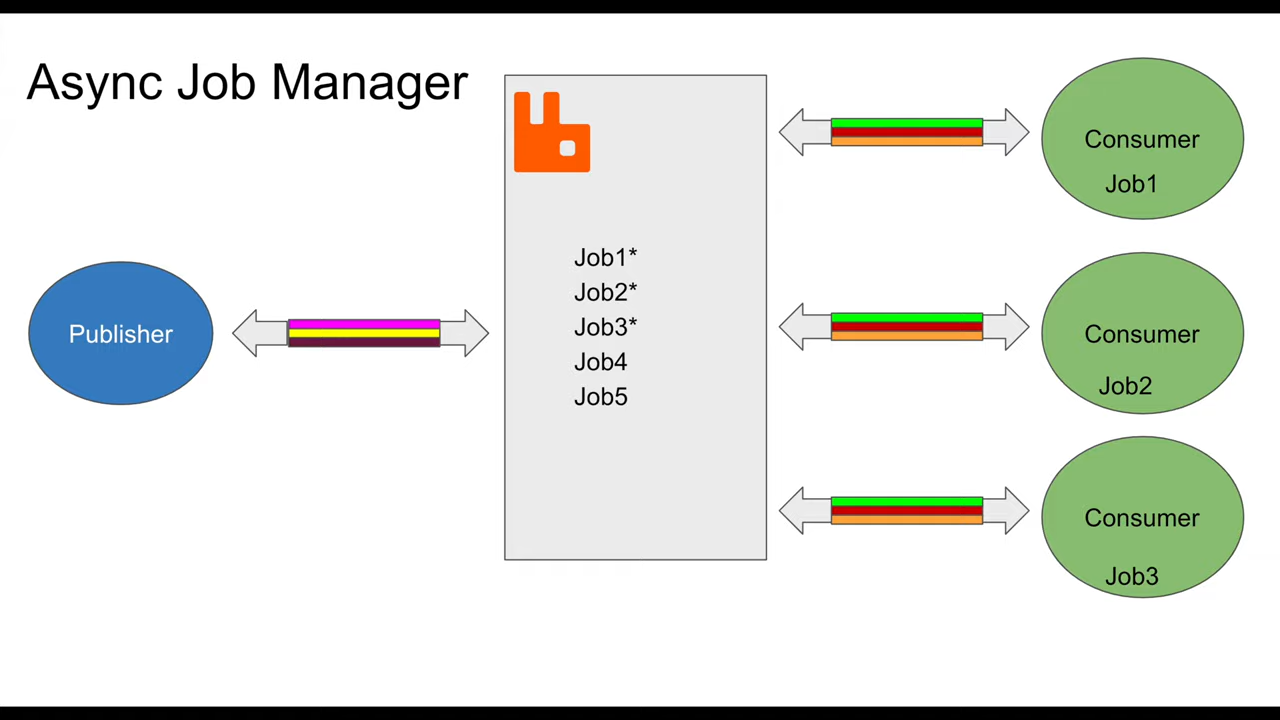 Async Job Manager
Publisher
Job1*
Job2*
Job3*
Job4
Job5
Consumer
Job1
Consumer
Job2
Consumer
Job3